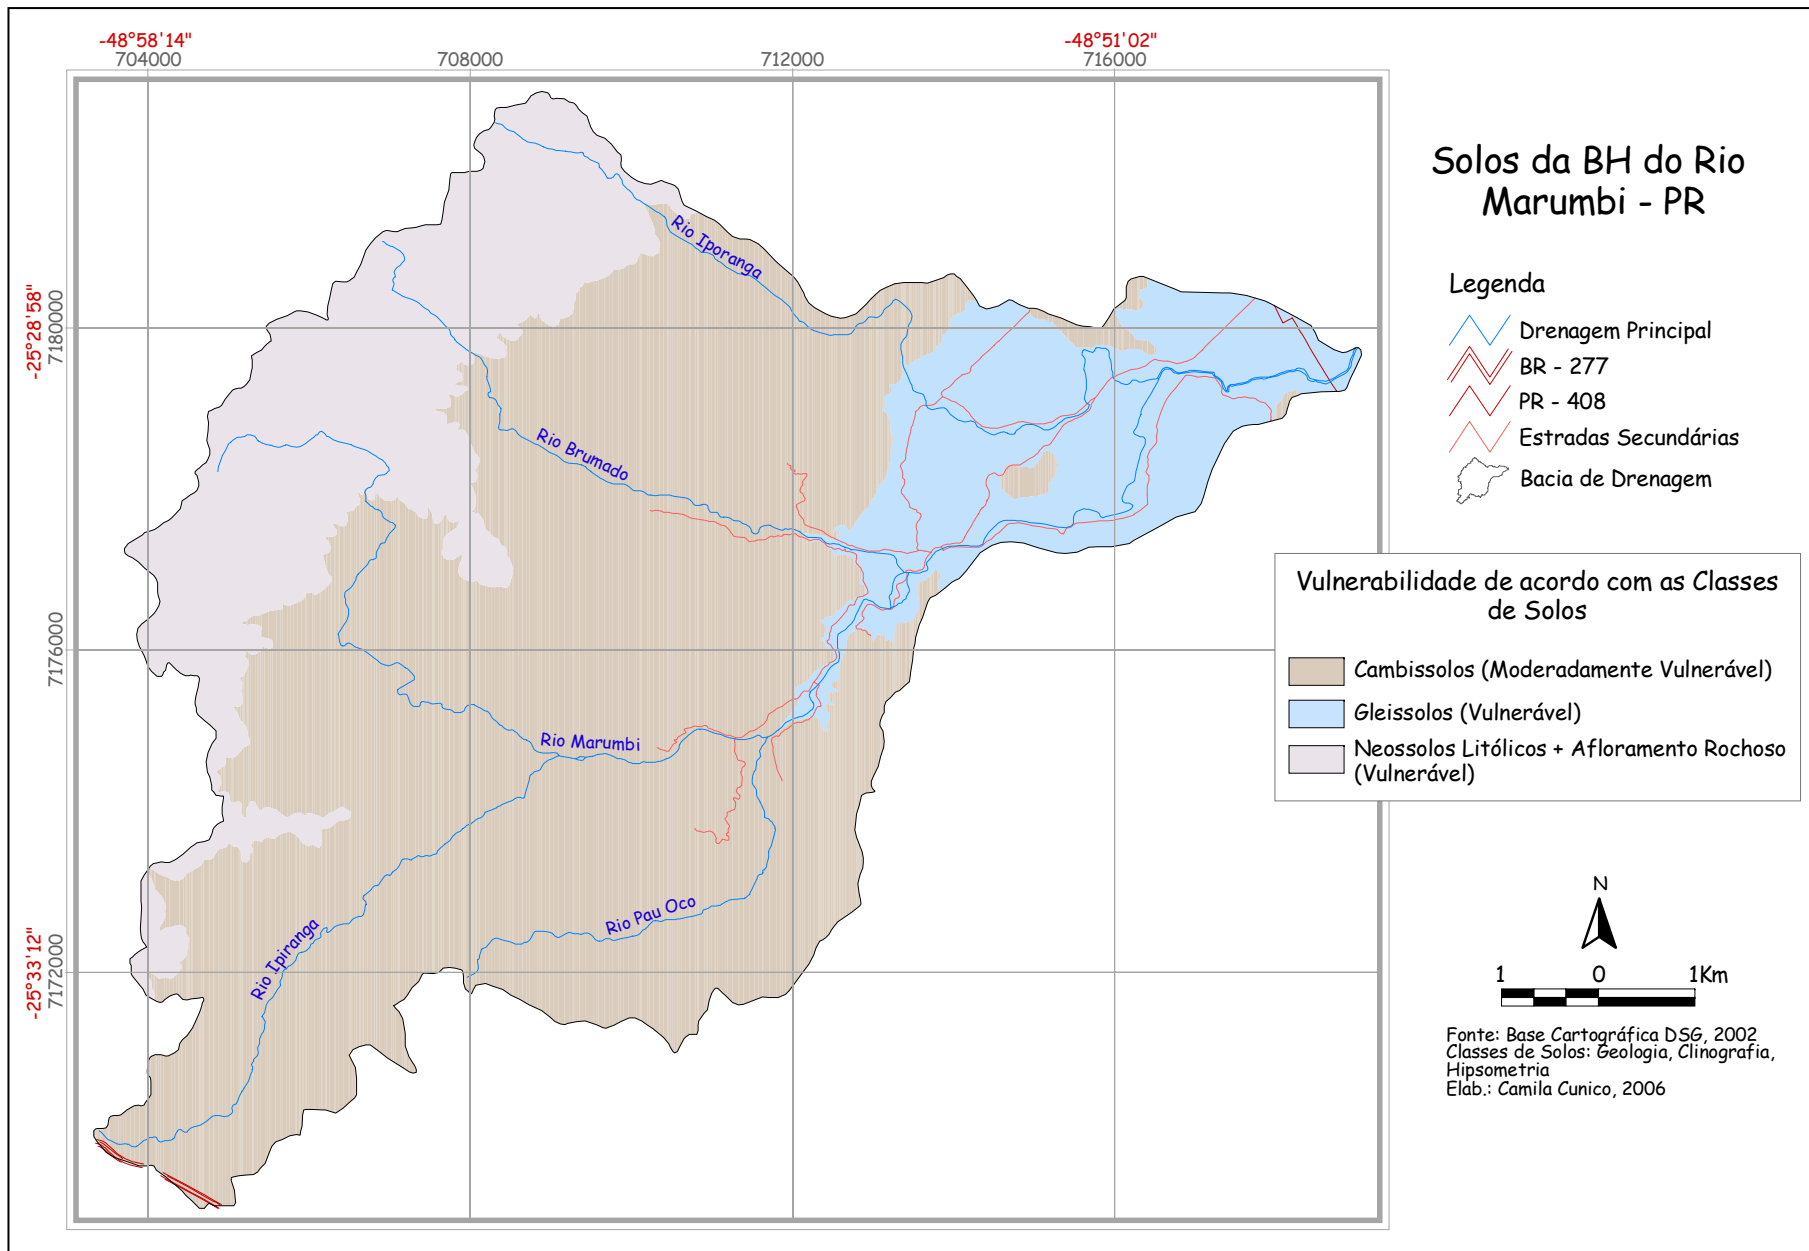 -48°58'14"
-48°51'02"
704000
708000
712000
716000
-25°28'58"
7180000
7176000
-25°33'12"
7172000
Rio Iporanga
Rio Brumado
Rio Marumbi
Rio Pau Oco
Rio Ipiranga
Solos da BH do Rio
Marumbi - PR
Legenda
Drenagem Principal
BR - 277
PR - 408
Estradas Secundárias
Bacia de Drenagem
Vulnerabilidade de acordo com as Classes
de Solos
Cambissolos (Moderadamente Vulnerável)
Gleissolos (Vulnerável)
Neossolos Litólicos + Afloramento Rochoso
(Vulnerável)
N
1 0 1Km
Fonte: Base Cartográfica DSG, 2002
Classes de Solos: Geologia, Clinografia,
Hipsometria
Elab.: Camila Cunico, 2006